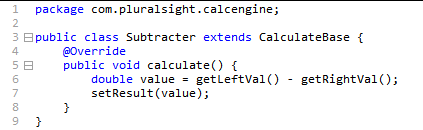 1 package com.pluralsight.calcengine;
2
3 public class Subtracter extends CalculateBase {
4     @Override
5     public void calculate() {
6         double value = getLeftVal() - getRightVal();
7         setResult(value);
8     }
9 }